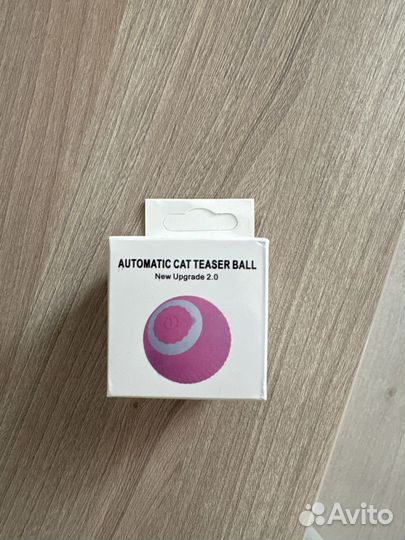 AUTOMATIC CAT TEASER BALL
New Upgrade 2.0
Avito